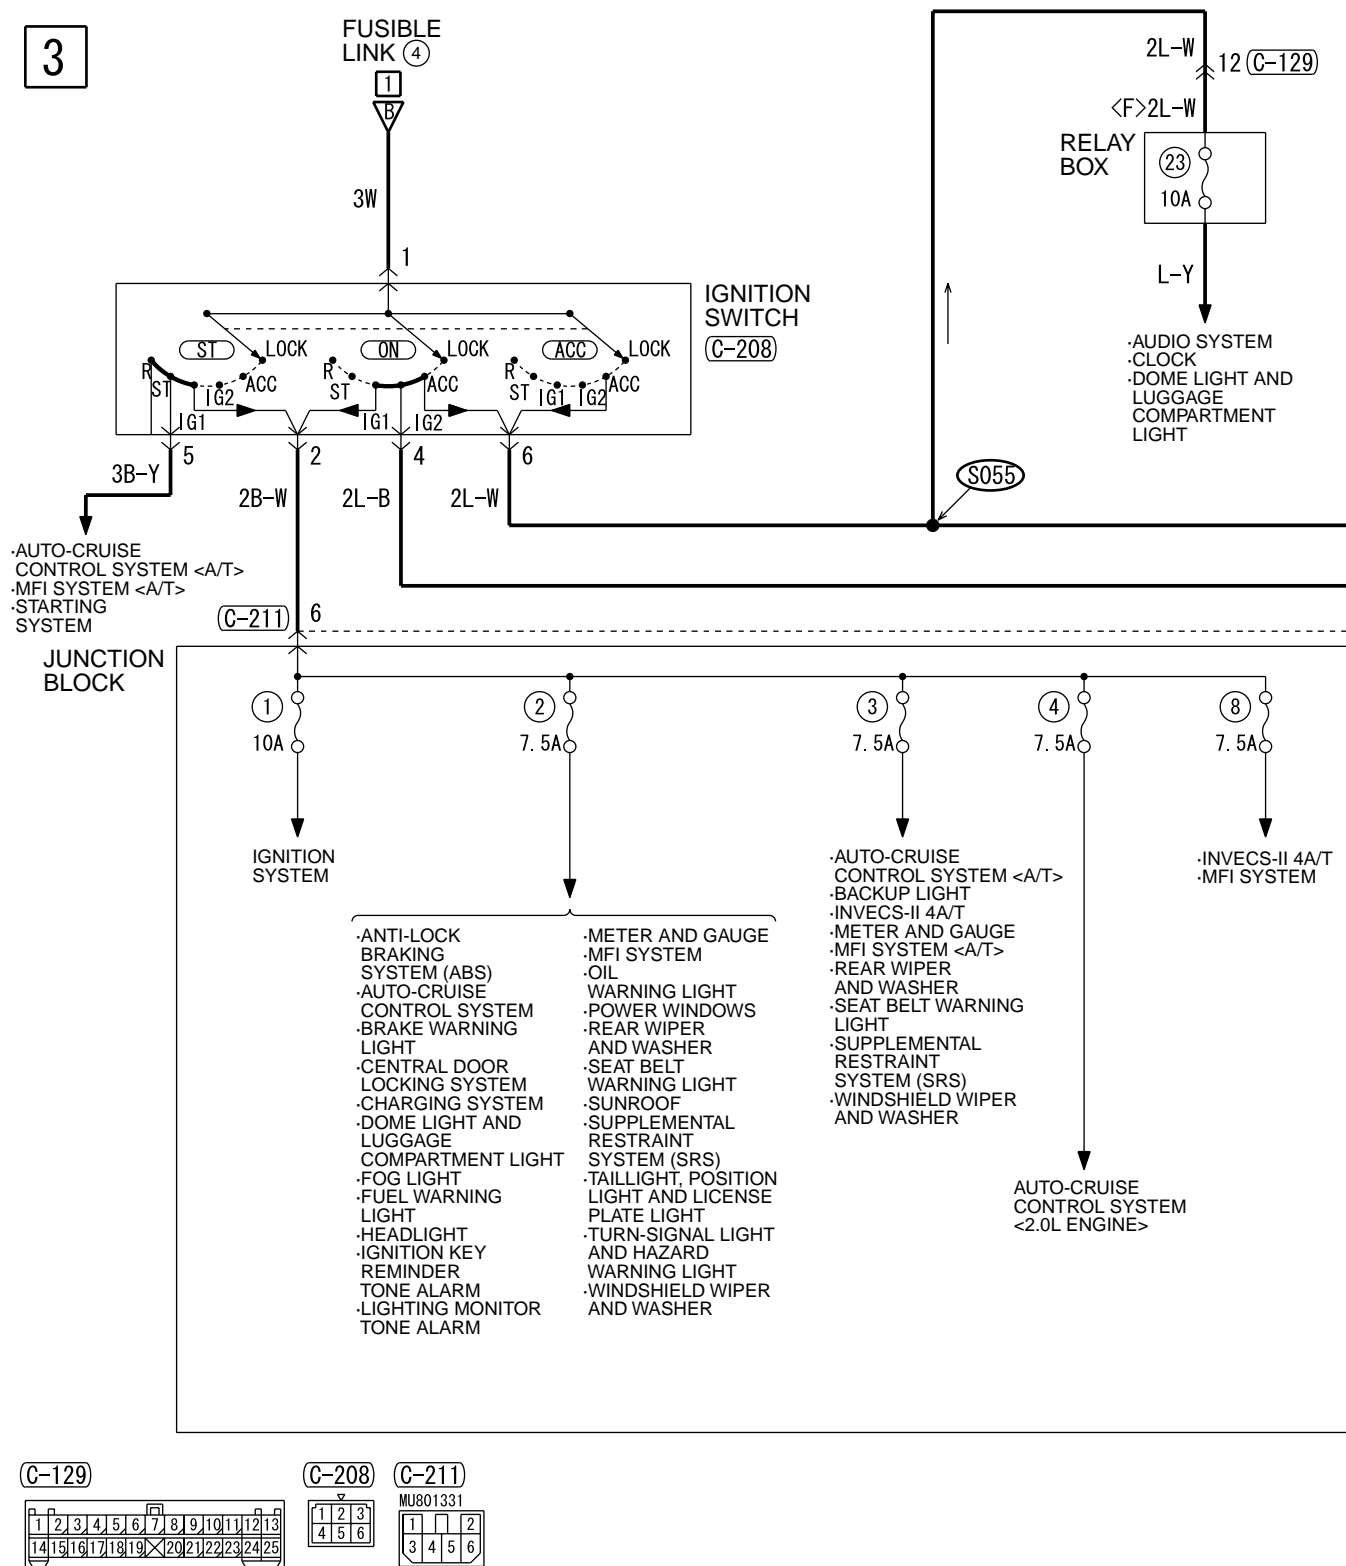 3
FUSIBLE
LINK 4
1
B
3W
1
2L-W
12 C-129
<F>2L-W
RELAY
BOX
23
10A
L-Y
·AUDIO SYSTEM
·CLOCK
·DOME LIGHT AND
LUGGAGE
COMPARTMENT
LIGHT
IGNITION
SWITCH
C-208
ST LOCK ON LOCK ACC LOCK
R ST IG1 IG2 ACC
R ST IG1 IG2 ACC
R ST IG1 IG2 ACC
5 2 4 6
3B-Y 2B-W 2L-B 2L-W
S055
·AUTO-CRUISE
CONTROL SYSTEM <A/T>
·MFI SYSTEM <A/T>
·STARTING
SYSTEM
C-211 6
JUNCTION
BLOCK
1 2 3 4 8
10A 7.5A 7.5A 7.5A 7.5A
IGNITION
SYSTEM
·ANTI-LOCK
BRAKING
SYSTEM (ABS)
·AUTO-CRUISE
CONTROL SYSTEM
·BRAKE WARNING
LIGHT
·CENTRAL DOOR
LOCKING SYSTEM
·CHARGING SYSTEM
·DOME LIGHT AND
LUGGAGE
COMPARTMENT LIGHT
·FOG LIGHT
·FUEL WARNING
LIGHT
·HEADLIGHT
·IGNITION KEY
REMINDER
TONE ALARM
·LIGHTING MONITOR
TONE ALARM
·METER AND GAUGE
·MFI SYSTEM
·OIL
WARNING LIGHT
·POWER WINDOWS
·REAR WIPER
AND WASHER
·SEAT BELT
WARNING LIGHT
·SUNROOF
·SUPPLEMENTAL
RESTRAINT
SYSTEM (SRS)
·TAILLIGHT, POSITION
LIGHT AND LICENSE
PLATE LIGHT
·TURN-SIGNAL LIGHT
AND HAZARD
WARNING LIGHT
·WINDSHIELD WIPER
AND WASHER
·AUTO-CRUISE
CONTROL SYSTEM <A/T>
·BACKUP LIGHT
·INVECS-II 4A/T
·METER AND GAUGE
·MFI SYSTEM <A/T>
·REAR WIPER
AND WASHER
·SEAT BELT WARNING
LIGHT
·SUPPLEMENTAL
RESTRAINT
SYSTEM (SRS)
·WINDSHIELD WIPER
AND WASHER
AUTO-CRUISE
CONTROL SYSTEM
<2.0L ENGINE>
·INVECS-II 4A/T
·MFI SYSTEM
C-129
1 2 3 4 5 6 7 8 9 10 11 12 13
14 15 16 17 18 19 20 21 22 23 24 25
C-208
1 2 3
4 5 6
C-211
MU801331
1 2
3 4 5 6